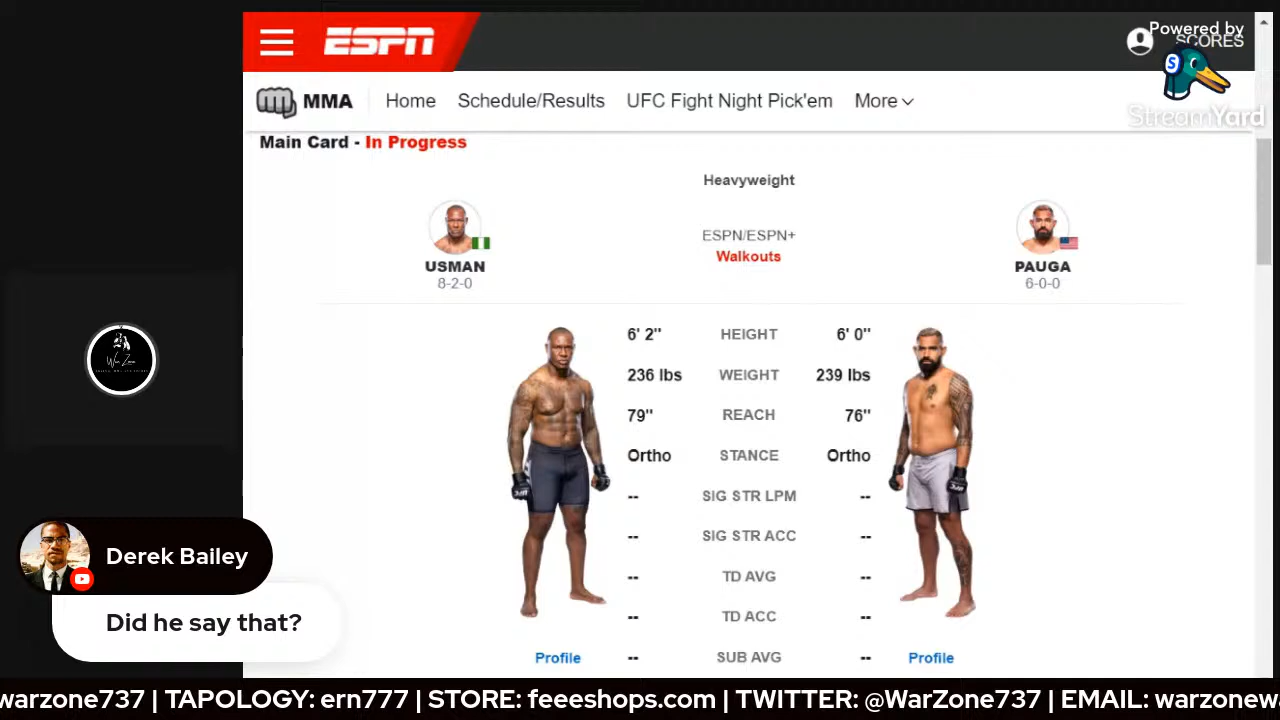 Powered by
StreamYard
ESPN
SCORES
MMA
Home
Schedule/Results
UFC Fight Night Pick'em
More
Main Card - In Progress
Heavyweight
USMAN
8-2-0
ESPN/ESPN+
Walkouts
PAUGA
6-0-0
6' 2" HEIGHT 6' 0"
236 lbs WEIGHT 239 lbs
79" REACH 76"
Ortho STANCE Ortho
-- SIG STR LPM --
-- SIG STR ACC --
-- TD AVG --
-- TD ACC --
Profile -- SUB AVG -- Profile
War Zone
Derek Bailey
Did he say that?
warzone737 | TAPOLOGY: ern777 | STORE: feeeshops.com | TWITTER: @WarZone737 | EMAIL: warzonew